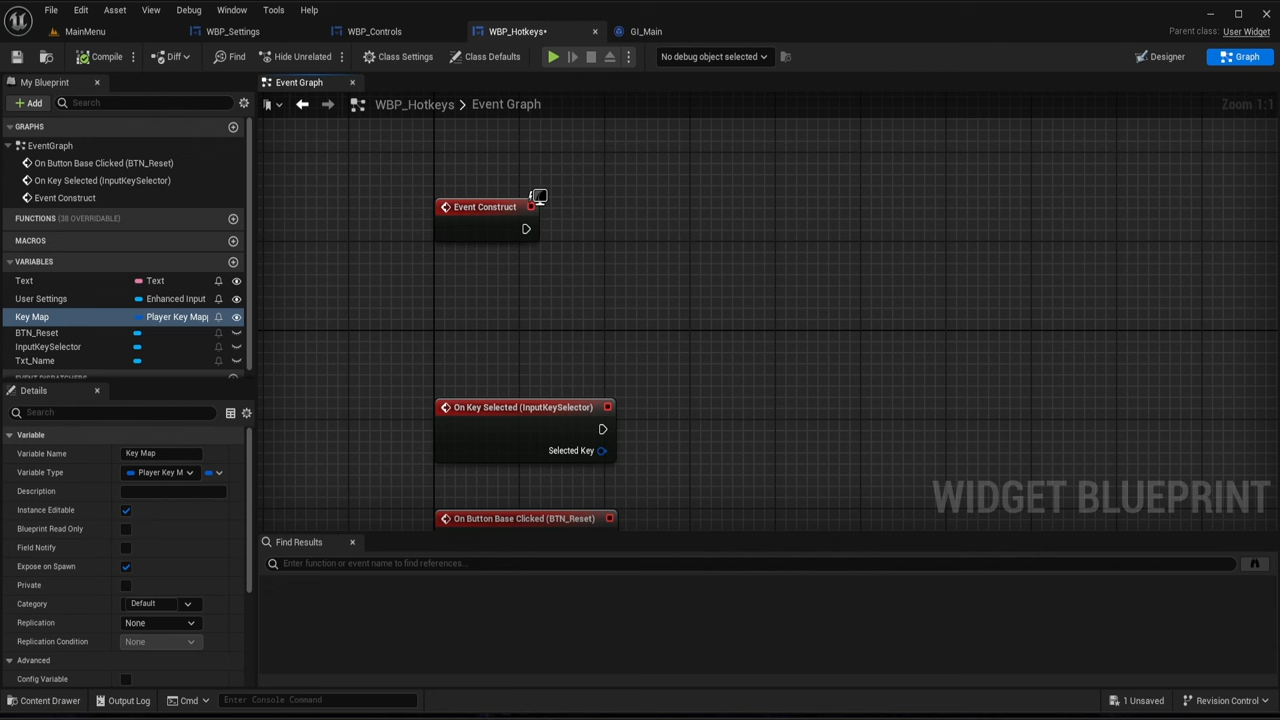 File Edit Asset View Debug Window Tools Help
MainMenu
WBP_Settings
WBP_Controls
WBP_Hotkeys•
GI_Main
Parent class: User Widget
Compile
Diff
Find
Hide Unrelated
Class Settings
Class Defaults
No debug object selected
Designer
Graph
My Blueprint
Event Graph
Add
Search
WBP_Hotkeys > Event Graph
Zoom 1:1
GRAPHS
EventGraph
On Button Base Clicked (BTN_Reset)
On Key Selected (InputKeySelector)
Event Construct
FUNCTIONS (38 OVERRIDABLE)
MACROS
VARIABLES
Text Text
User Settings Enhanced Input
Key Map Player Key Mapp
BTN_Reset
InputKeySelector
Txt_Name
EVENT DISPATCHERS
Event Construct
On Key Selected (InputKeySelector)
Selected Key
On Button Base Clicked (BTN_Reset)
WIDGET BLUEPRINT
Details
Search
Variable
Variable Name Key Map
Variable Type Player Key M
Description
Instance Editable
Blueprint Read Only
Field Notify
Expose on Spawn
Private
Category Default
Replication None
Replication Condition None
Advanced
Config Variable
Find Results
Enter function or event name to find references...
Content Drawer
Output Log
Cmd
Enter Console Command
1 Unsaved
Revision Control